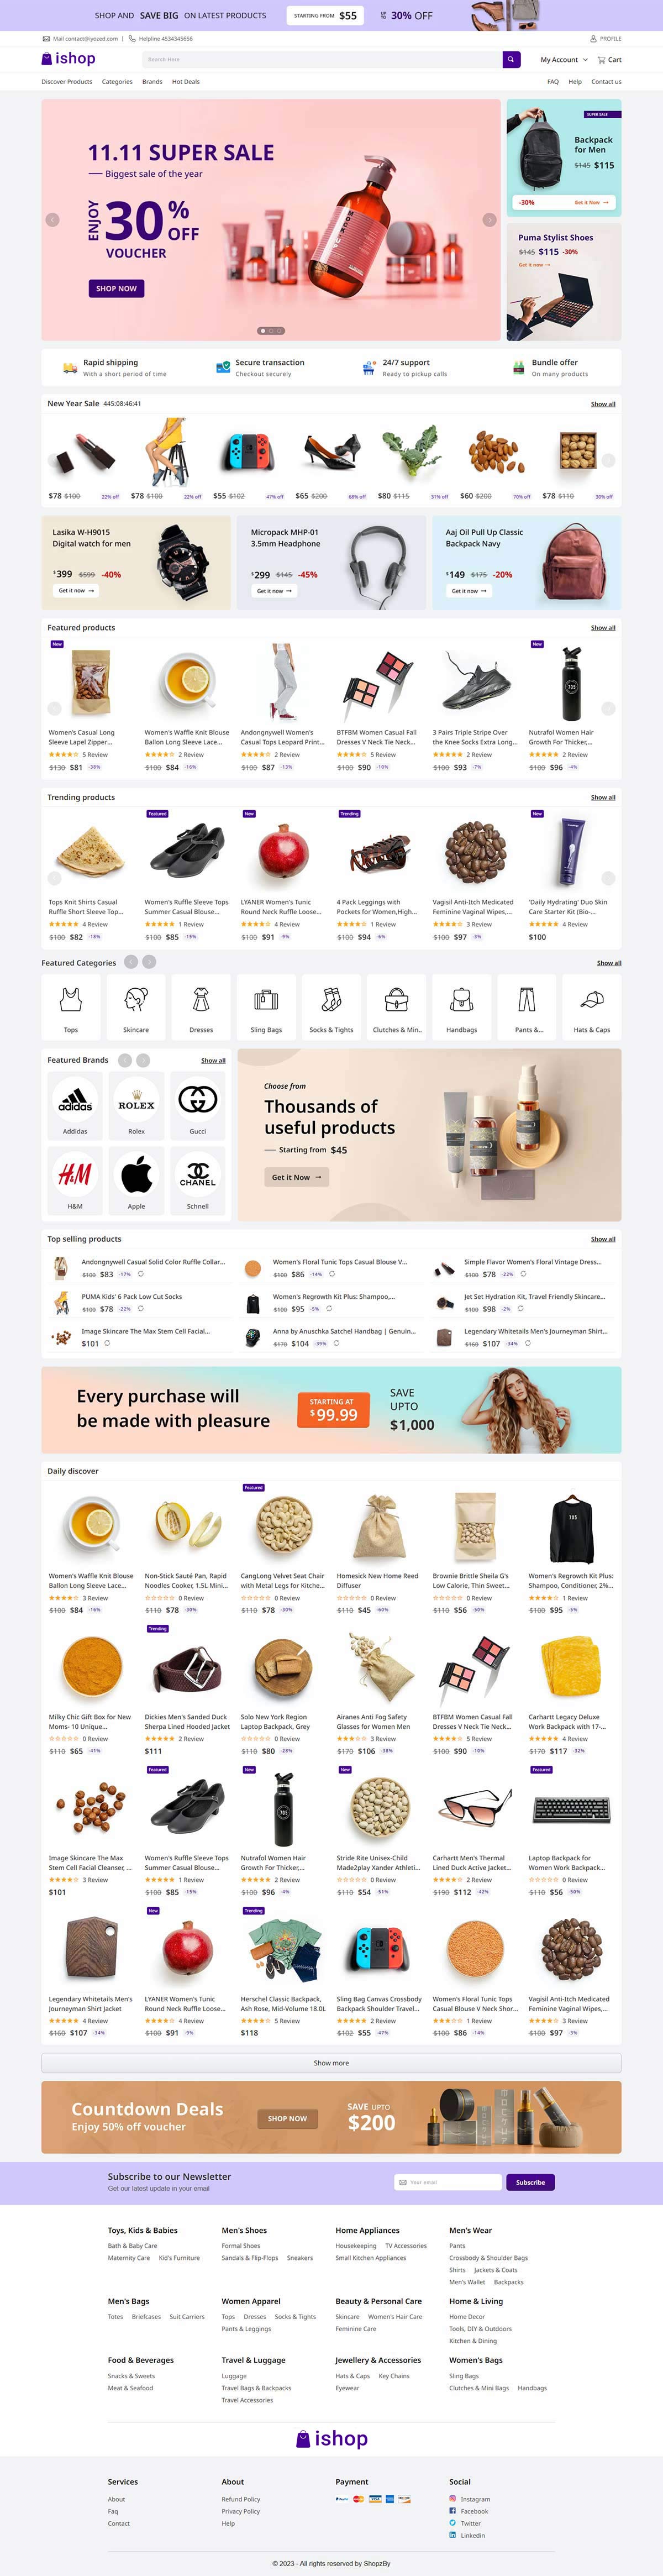 SHOP AND SAVE BIG ON LATEST PRODUCTS STARTING FROM $55 UP TO 30% OFF
Mail contact@iyozed.com | Helpline 4534345656 PROFILE
ishop Search Here My Account Cart
Discover Products Categories Brands Hot Deals FAQ Help Contact us
11.11 SUPER SALE
Biggest sale of the year
ENJOY 30% OFF
VOUCHER
SHOP NOW
SUPER SALE
Backpack
for Men
$145 $115
-30% Get it Now →
Puma Stylist Shoes
$145 $115 -30%
Get it now →
Rapid shipping
With a short period of time
Secure transaction
Checkout securely
24/7 support
Ready to pickup calls
Bundle offer
On many products
New Year Sale 445:08:46:41 Show all
$78 $100 22% off
$78 $100 22% off
$55 $102 47% off
$65 $200 68% off
$80 $115 31% off
$60 $200 70% off
$78 $110 30% off
Lasika W-H9015
Digital watch for men
$399 $599 -40%
Get it now →
Micropack MHP-01
3.5mm Headphone
$299 $145 -45%
Get it now →
Aaj Oil Pull Up Classic
Backpack Navy
$149 $175 -20%
Get it now →
Featured products Show all
New
Women's Casual Long
Sleeve Lapel Zipper...
5 Review
$130 $81 -38%
Women's Waffle Knit Blouse
Ballon Long Sleeve Lace...
2 Review
$100 $84 -16%
Andongnywell Women's
Casual Tops Leopard Print...
2 Review
$100 $87 -13%
BTFBM Women Casual Fall
Dresses V Neck Tie Neck...
5 Review
$100 $90 -10%
3 Pairs Triple Stripe Over
the Knee Socks Extra Long...
2 Review
$100 $93 -7%
New
Nutrafol Women Hair
Growth For Thicker,...
2 Review
$100 $96 -4%
Trending products Show all
Tops Knit Shirts Casual
Ruffle Short Sleeve Top...
4 Review
$100 $82 -18%
Featured
Women's Ruffle Sleeve Tops
Summer Casual Blouse...
1 Review
$100 $85 -15%
New
LYANER Women's Tunic
Round Neck Ruffle Loose...
4 Review
$100 $91 -9%
Trending
4 Pack Leggings with
Pockets for Women,High...
1 Review
$100 $94 -6%
Vagisil Anti-Itch Medicated
Feminine Vaginal Wipes,...
3 Review
$100 $97 -3%
New
'Daily Hydrating' Duo Skin
Care Starter Kit (Bio-...
4 Review
$100
Featured Categories Show all
Tops
Skincare
Dresses
Sling Bags
Socks & Tights
Clutches & Min..
Handbags
Pants &...
Hats & Caps
Featured Brands Show all
adidas
Addidas
ROLEX
Rolex
Gucci
H&M
H&M
Apple
CHANEL
Schnell
Choose from
Thousands of
useful products
Starting from $45
Get it Now →
Top selling products Show all
Andongnywell Casual Solid Color Ruffle Collar...
$100 $83 -17%
Women's Floral Tunic Tops Casual Blouse V...
$100 $86 -14%
Simple Flavor Women's Floral Vintage Dress...
$100 $78 -22%
PUMA Kids' 6 Pack Low Cut Socks
$100 $78 -22%
Women's Regrowth Kit Plus: Shampoo,...
$100 $95 -5%
Jet Set Hydration Kit, Travel Friendly Skincare...
$100 $98 -2%
Image Skincare The Max Stem Cell Facial...
$101
Anna by Anuschka Satchel Handbag | Genuin...
$170 $104 -39%
Legendary Whitetails Men's Journeyman Shirt...
$160 $107 -34%
Every purchase will
be made with pleasure
STARTING AT
$99.99
SAVE
UPTO
$1,000
Daily discover
Women's Waffle Knit Blouse
Ballon Long Sleeve Lace...
3 Review
$100 $84 -16%
Non-Stick Sauté Pan, Rapid
Noodles Cooker, 1.5L Mini...
0 Review
$110 $78 -30%
Featured
CangLong Velvet Seat Chair
with Metal Legs for Kitche...
0 Review
$110 $78 -30%
Homesick New Home Reed
Diffuser
0 Review
$110 $45 -60%
Brownie Brittle Sheila G's
Low Calorie, Thin Sweet...
0 Review
$110 $56 -50%
Women's Regrowth Kit Plus:
Shampoo, Conditioner, 2%...
1 Review
$100 $95 -5%
Milky Chic Gift Box for New
Moms- 10 Unique...
0 Review
$110 $65 -41%
Trending
Dickies Men's Sanded Duck
Sherpa Lined Hooded Jacket
2 Review
$111
Solo New York Region
Laptop Backpack, Grey
0 Review
$110 $80 -28%
Airanes Anti Fog Safety
Glasses for Women Men
3 Review
$170 $106 -38%
BTFBM Women Casual Fall
Dresses V Neck Tie Neck...
5 Review
$100 $90 -10%
Carhartt Legacy Deluxe
Work Backpack with 17-...
4 Review
$170 $117 -32%
Image Skincare The Max
Stem Cell Facial Cleanser, ...
3 Review
$101
Featured
Women's Ruffle Sleeve Tops
Summer Casual Blouse...
1 Review
$100 $85 -15%
New
Nutrafol Women Hair
Growth For Thicker,...
2 Review
$100 $96 -4%
New
Stride Rite Unisex-Child
Made2play Xander Athleti...
0 Review
$110 $54 -51%
Carhartt Men's Thermal
Lined Duck Active Jacket...
2 Review
$190 $112 -42%
Featured
Laptop Backpack for
Women Work Backpack...
0 Review
$110 $56 -50%
Legendary Whitetails Men's
Journeyman Shirt Jacket
4 Review
$160 $107 -34%
New
LYANER Women's Tunic
Round Neck Ruffle Loose...
4 Review
$100 $91 -9%
Trending
Herschel Classic Backpack,
Ash Rose, Mid-Volume 18.0L
5 Review
$118
Sling Bag Canvas Crossbody
Backpack Shoulder Travel...
2 Review
$102 $55 -47%
Women's Floral Tunic Tops
Casual Blouse V Neck Shor...
1 Review
$100 $86 -14%
Vagisil Anti-Itch Medicated
Feminine Vaginal Wipes,...
3 Review
$100 $97 -3%
Show more
Countdown Deals
Enjoy 50% off voucher
SHOP NOW
SAVE UPTO
$200
Subscribe to our Newsletter
Get our latest update in your email
Your email Subscribe
Toys, Kids & Babies
Bath & Baby Care
Maternity Care Kid's Furniture
Men's Shoes
Formal Shoes
Sandals & Flip-Flops Sneakers
Home Appliances
Housekeeping TV Accessories
Small Kitchen Appliances
Men's Wear
Pants
Crossbody & Shoulder Bags
Shirts Jackets & Coats
Men's Wallet Backpacks
Men's Bags
Totes Briefcases Suit Carriers
Women Apparel
Tops Dresses Socks & Tights
Pants & Leggings
Beauty & Personal Care
Skincare Women's Hair Care
Feminine Care
Home & Living
Home Decor
Tools, DIY & Outdoors
Kitchen & Dining
Food & Beverages
Snacks & Sweets
Meat & Seafood
Travel & Luggage
Luggage
Travel Bags & Backpacks
Travel Accessories
Jewellery & Accessories
Hats & Caps Key Chains
Eyewear
Women's Bags
Sling Bags
Clutches & Mini Bags Handbags
ishop
Services
About
Faq
Contact
About
Refund Policy
Privacy Policy
Help
Payment
Social
Instagram
Facebook
Twitter
Linkedin
© 2023 - All rights reserved by ShopzBy